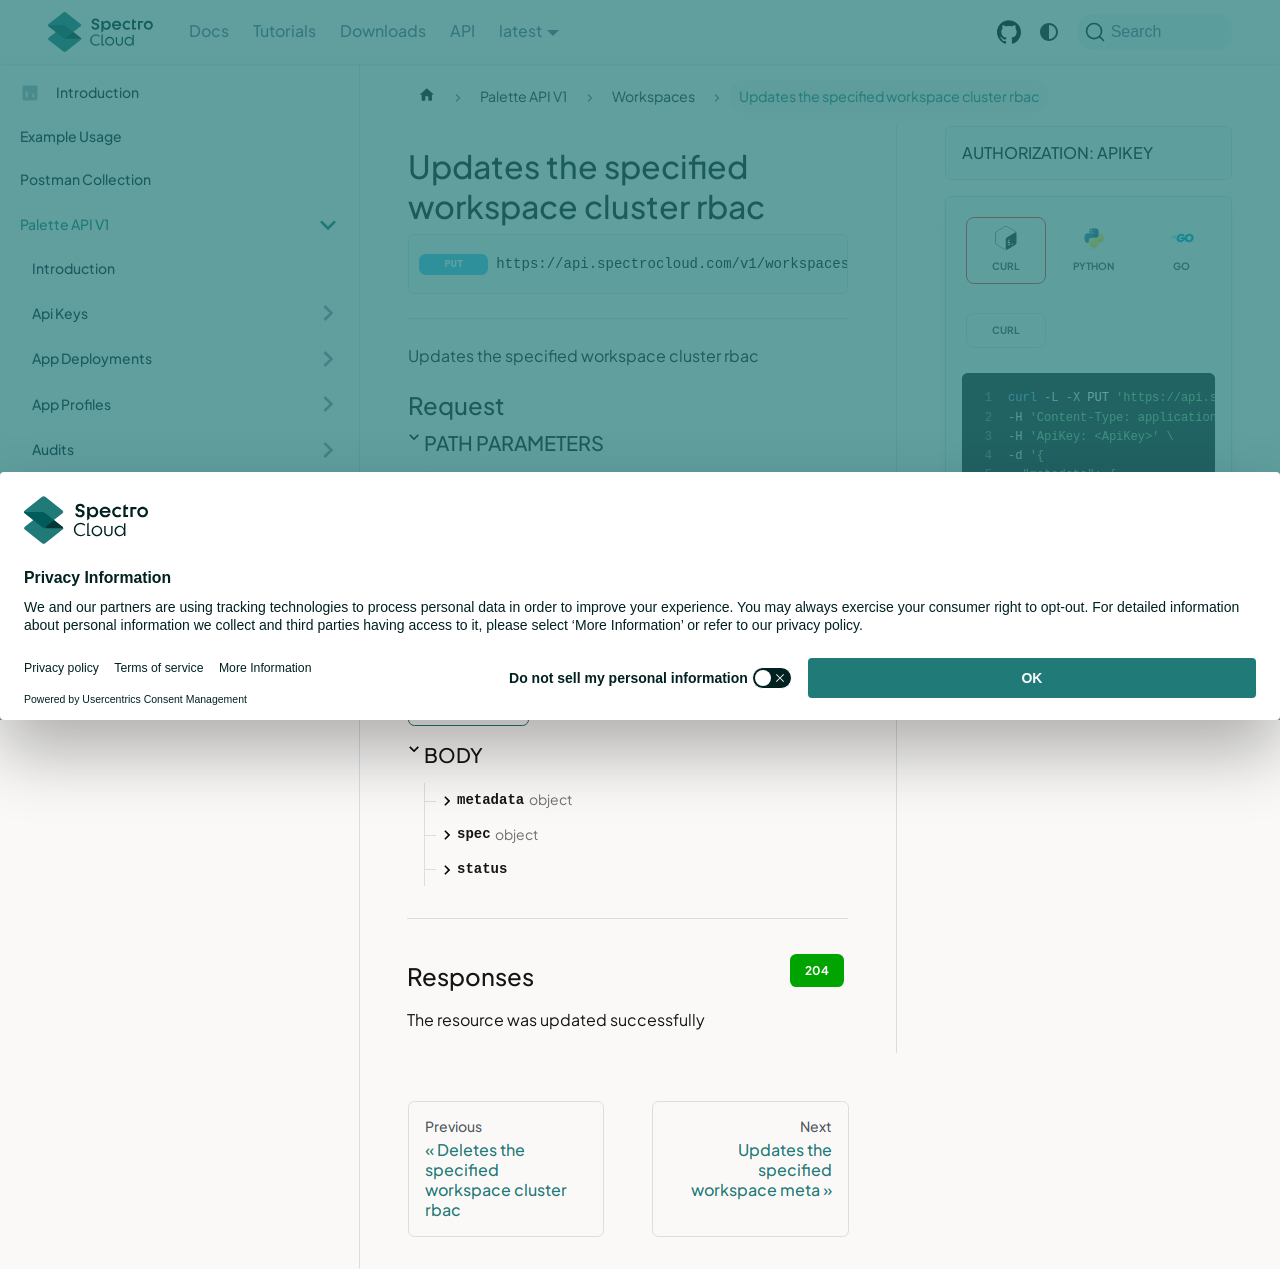 Spectro Cloud
Docs
Tutorials
Downloads
API
latest
Search
Introduction
Example Usage
Postman Collection
Palette API V1
Introduction
Api Keys
App Deployments
App Profiles
Audits
Palette API V1
Workspaces
Updates the specified workspace cluster rbac
Updates the specified
workspace cluster rbac
PUT https://api.spectrocloud.com/v1/workspaces
Updates the specified workspace cluster rbac
Request
PATH PARAMETERS
AUTHORIZATION: APIKEY
CURL
PYTHON
GO
CURL
1 curl -L -X PUT 'https://api.s
2 -H 'Content-Type: application
3 -H 'ApiKey: <ApiKey>' \
4 -d '{
Spectro
Cloud
Privacy Information
We and our partners are using tracking technologies to process personal data in order to improve your experience. You may always exercise your consumer right to opt-out. For detailed information
about personal information we collect and third parties having access to it, please select ‘More Information’ or refer to our privacy policy.
Privacy policy
Terms of service
More Information
Powered by Usercentrics Consent Management
Do not sell my personal information
OK
BODY
metadata object
spec object
status
Responses
204
The resource was updated successfully
Previous
« Deletes the
specified
workspace cluster
rbac
Next
Updates the
specified
workspace meta »